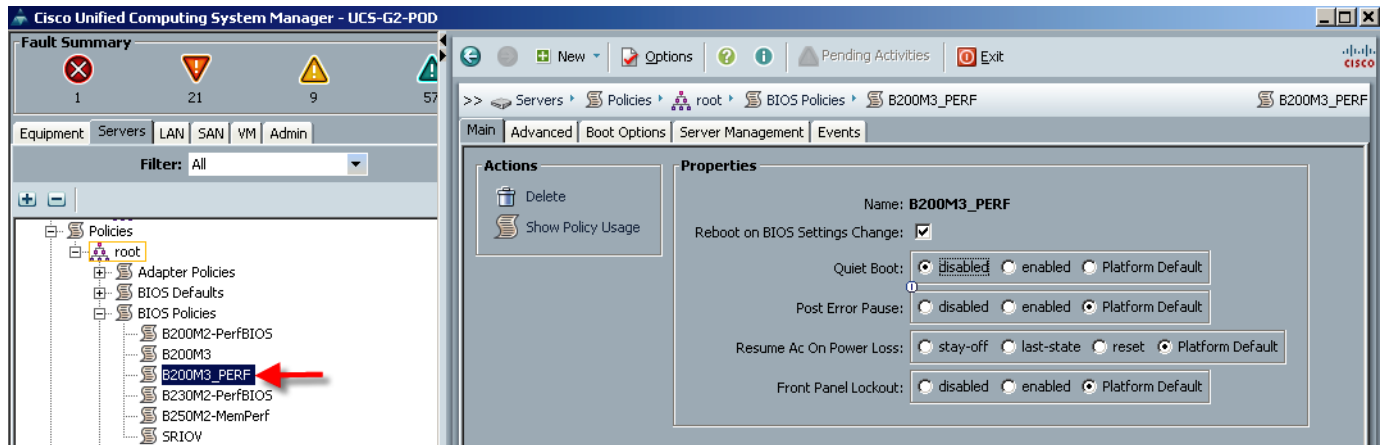 Cisco Unified Computing System Manager - UCS-G2-POD
Fault Summary
1 21 9 57
Equipment Servers LAN SAN VM Admin
Filter: All
Policies
root
Adapter Policies
BIOS Defaults
BIOS Policies
B200M2-PerfBIOS
B200M3
B200M3_PERF
B230M2-PerfBIOS
B250M2-MemPerf
SRIOV
New Options Pending Activities Exit
cisco
>> Servers Policies root BIOS Policies B200M3_PERF B200M3_PERF
Main Advanced Boot Options Server Management Events
Actions
Delete
Show Policy Usage
Properties
Name: B200M3_PERF
Reboot on BIOS Settings Change:
Quiet Boot: disabled enabled Platform Default
Post Error Pause: disabled enabled Platform Default
Resume Ac On Power Loss: stay-off last-state reset Platform Default
Front Panel Lockout: disabled enabled Platform Default